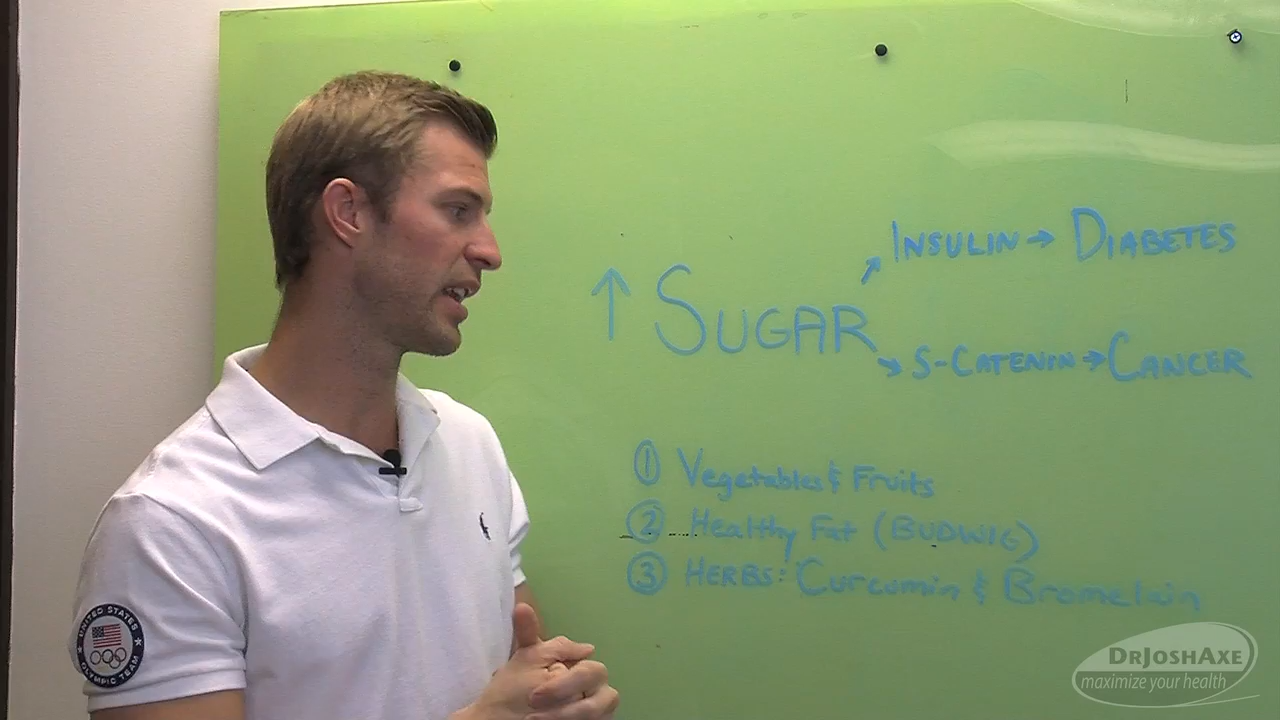 INSULIN → DIABETES
↑ SUGAR
S-CATENIN → CANCER
① Vegetables & Fruits
② Healthy Fat (BUDWIG)
③ HERBS: Curcumin & Bromelain
UNITED STATES
OLYMPIC TEAM
DRJOSHAXE
maximize your health